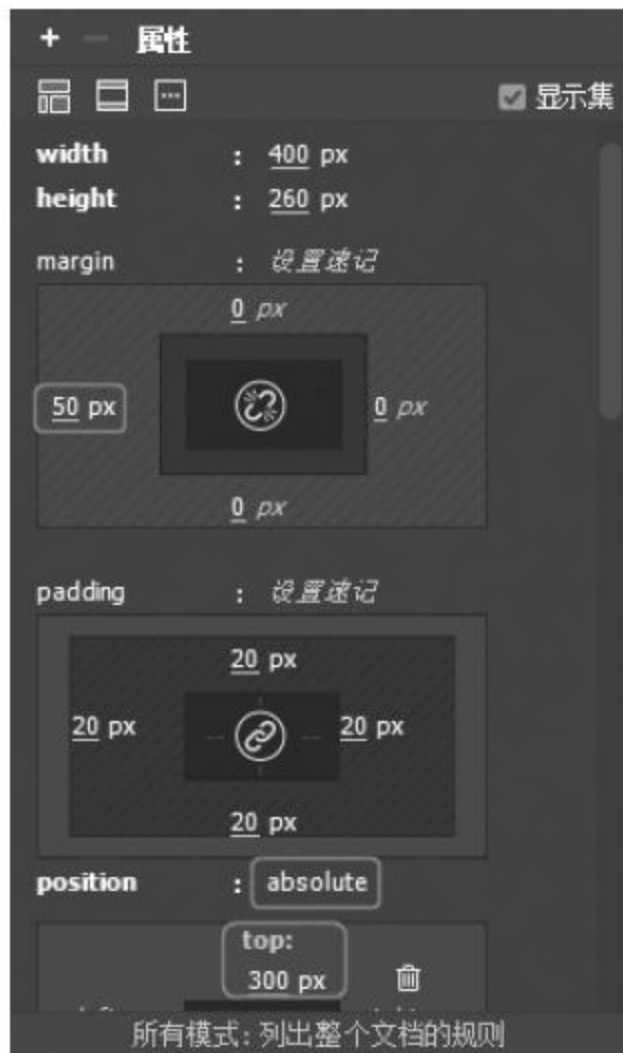 + − 属性
显示集
width : 400 px
height : 260 px
margin : 设置速记
0 px
50 px 0 px
0 px
padding : 设置速记
20 px
20 px 20 px
20 px
position : absolute
top:
300 px
所有模式: 列出整个文档的规则